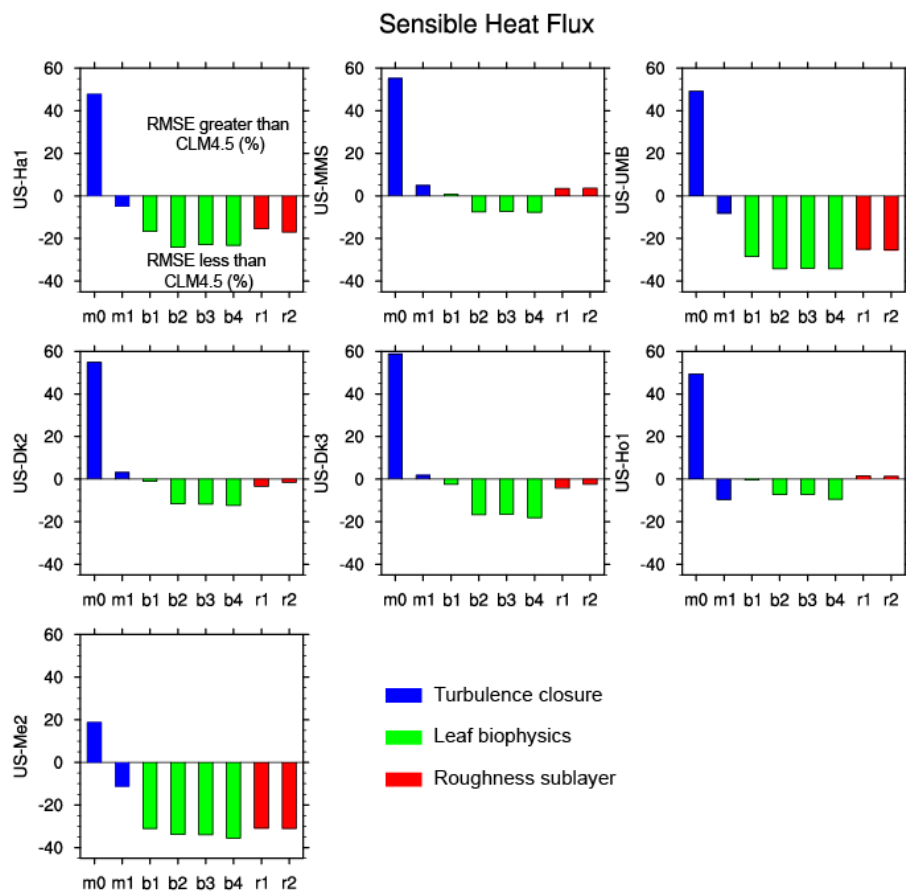 Sensible Heat Flux
US-Ha1
60
40
20
0
-20
-40
RMSE greater than
CLM4.5 (%)
RMSE less than
CLM4.5 (%)
m0 m1 b1 b2 b3 b4 r1 r2
US-MMS
60
40
20
0
-20
-40
m0 m1 b1 b2 b3 b4 r1 r2
US-UMB
60
40
20
0
-20
-40
m0 m1 b1 b2 b3 b4 r1 r2
US-Dk2
60
40
20
0
-20
-40
m0 m1 b1 b2 b3 b4 r1 r2
US-Dk3
60
40
20
0
-20
-40
m0 m1 b1 b2 b3 b4 r1 r2
US-Ho1
60
40
20
0
-20
-40
m0 m1 b1 b2 b3 b4 r1 r2
US-Me2
60
40
20
0
-20
-40
m0 m1 b1 b2 b3 b4 r1 r2
Turbulence closure
Leaf biophysics
Roughness sublayer